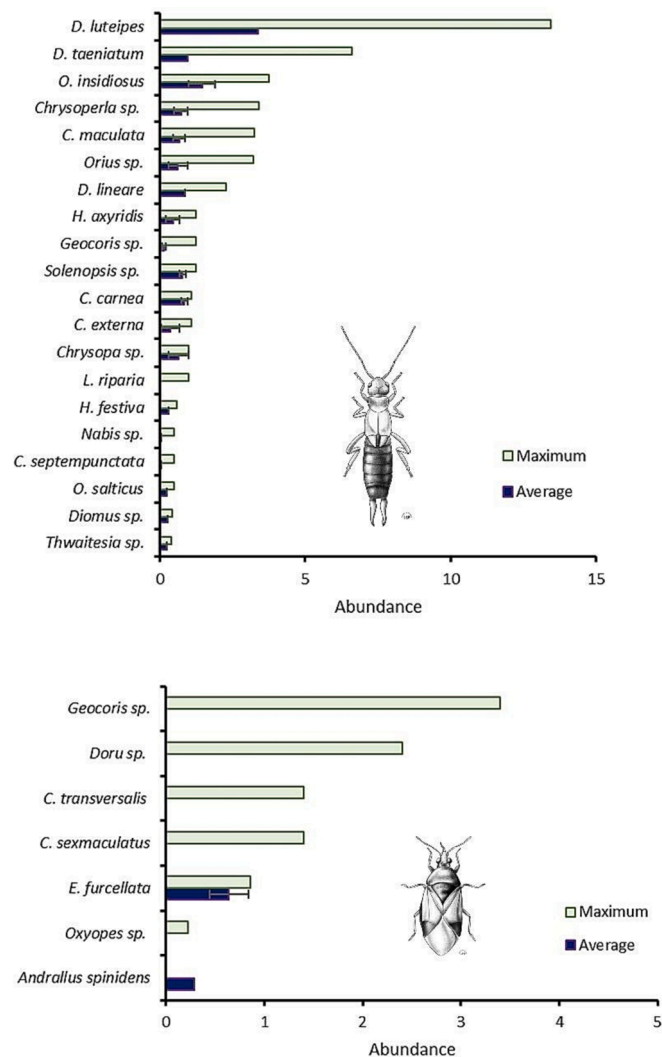 D. luteipes
D. taeniatum
O. insidiosus
Chrysoperla sp.
C. maculata
Orius sp.
D. lineare
H. axyridis
Geocoris sp.
Solenopsis sp.
C. carnea
C. externa
Chrysopa sp.
L. riparia
H. festiva
Nabis sp.
C. septempunctata
O. salticus
Diomus sp.
Thwaitesia sp.
Maximum
Average
0 5 10 15
Abundance
Geocoris sp.
Doru sp.
C. transversalis
C. sexmaculatus
E. furcellata
Oxyopes sp.
Andrallus spinidens
Maximum
Average
0 1 2 3 4 5
Abundance